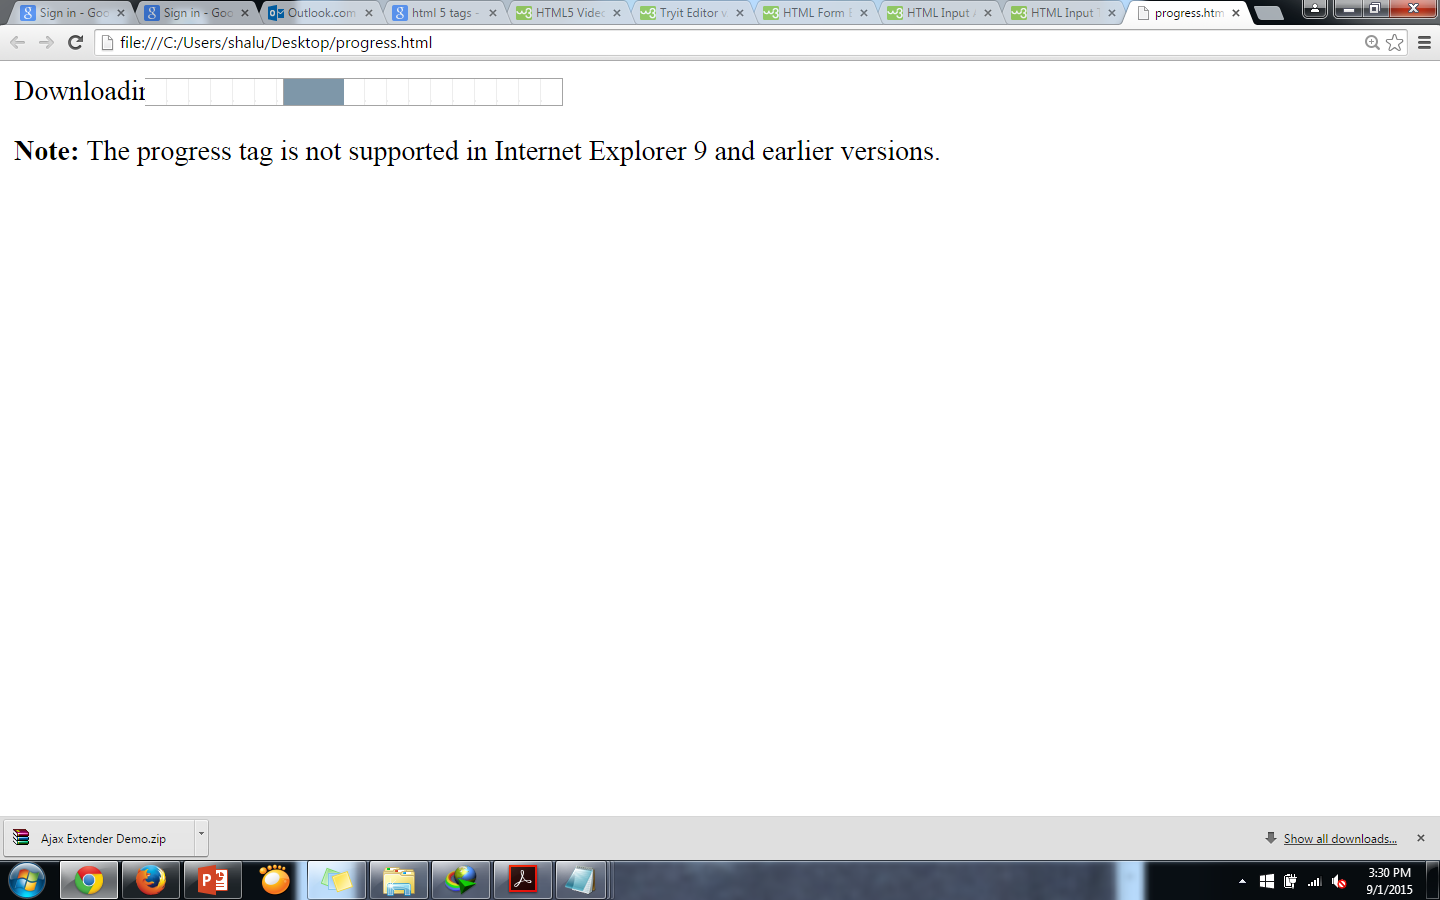 Sign in - Goo
Sign in - Goo
Outlook.com
html 5 tags -
HTML5 Video
Tryit Editor v
HTML Form E
HTML Input A
HTML Input T
progress.htm
file:///C:/Users/shalu/Desktop/progress.html
Downloadin
Note: The progress tag is not supported in Internet Explorer 9 and earlier versions.
Ajax Extender Demo.zip
Show all downloads...
3:30 PM
9/1/2015